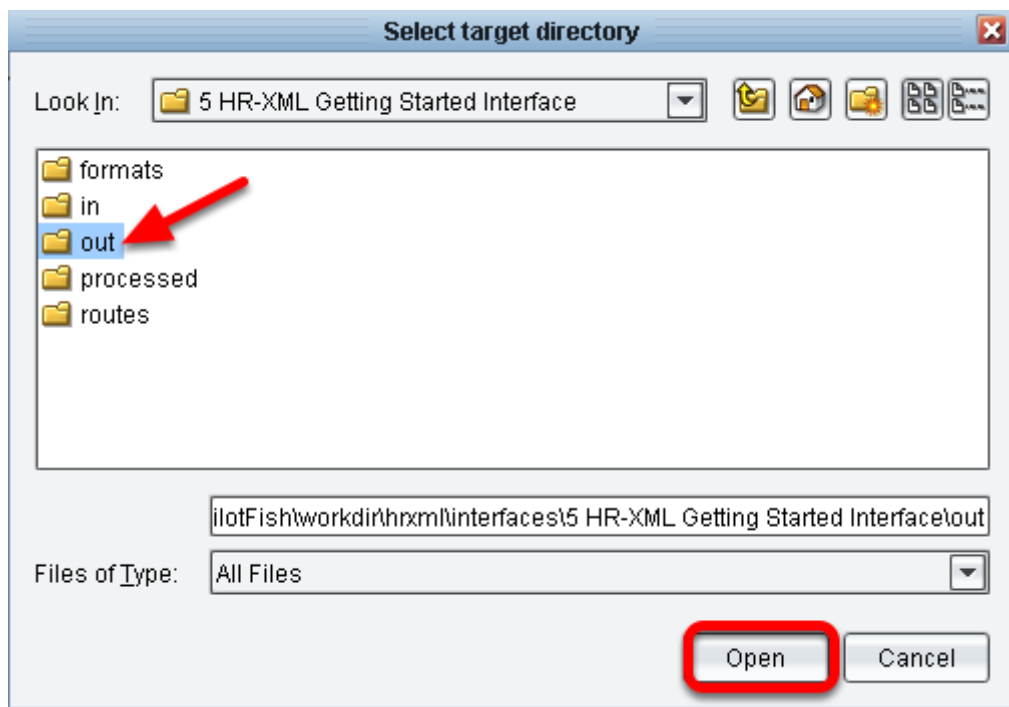 Select target directory
Look In: 5 HR-XML Getting Started Interface
formats
in
out
processed
routes
ilotFish\workdir\hrxml\interfaces\5 HR-XML Getting Started Interface\out
Files of Type: All Files
Open Cancel